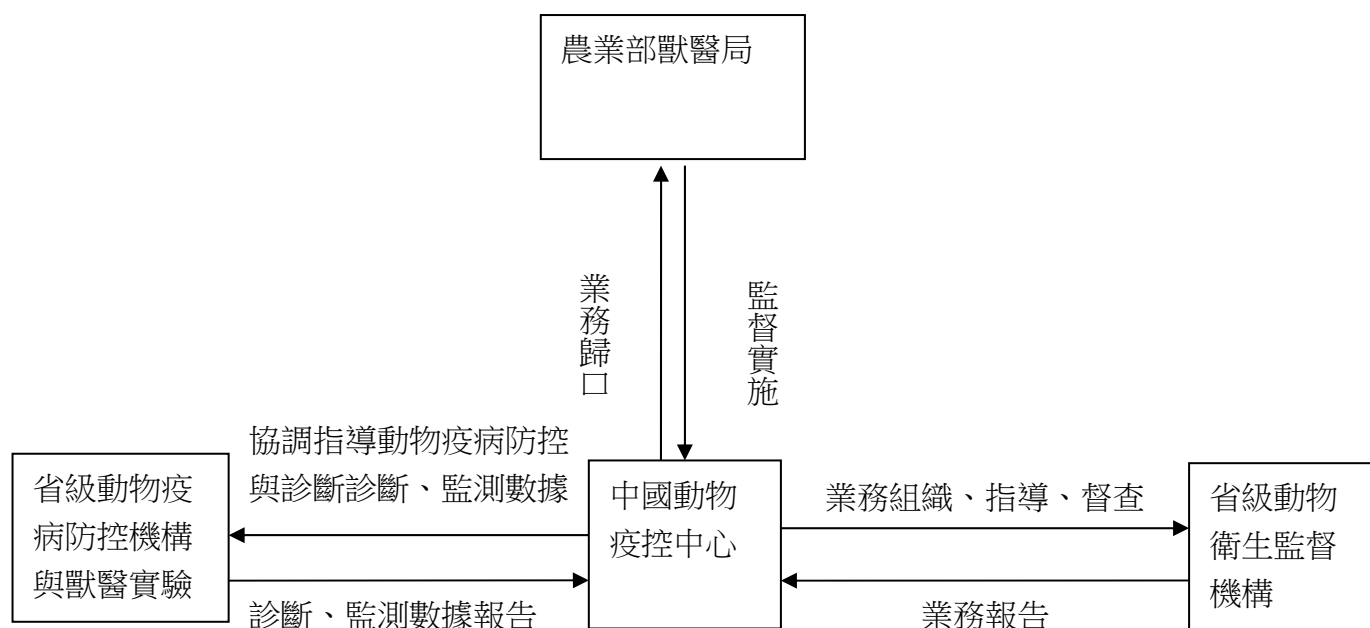 農業部獸醫局
業務歸口
監督實施
協調指導動物疫病防控
與診斷診斷、監測數據
省級動物疫
病防控機構
與獸醫實驗
診斷、監測數據報告
中國動物
疫控中心
業務組織、指導、督查
業務報告
省級動物
衛生監督
機構